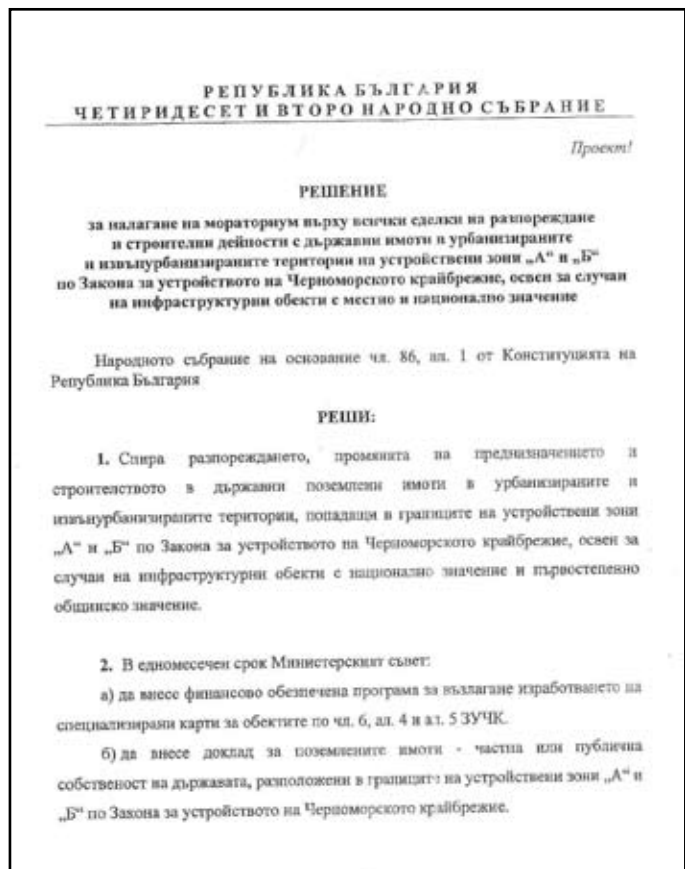 РЕПУБЛИКА БЪЛГАРИЯ
ЧЕТИРИДЕСЕТ И ВТОРО НАРОДНО СЪБРАНИЕ
Проект!
РЕШЕНИЕ
за налагане на мораториум върху всички сделки на разпореждане
и строителни дейности с държавни имоти в урбанизираните
и извънурбанизираните територии на устройствени зони „А“ и „Б“
по Закона за устройството на Черноморското крайбрежие, освен за случаи
на инфраструктурни обекти с местно и национално значение
Народното събрание на основание чл. 86, ал. 1 от Конституцията на
Република България
РЕШИ:
1. Спира разпореждането, промяната на предназначението и
строителството в държавни поземлени имоти в урбанизираните и
извънурбанизираните територии, попадащи в границите на устройствени зони
„А“ и „Б“ по Закона за устройството на Черноморското крайбрежие, освен за
случаи на инфраструктурни обекти с национално значение и първостепенно
общинско значение.
2. В едномесечен срок Министерският съвет:
а) да внесе финансово обезпечена програма за възлагане изработването на
специализирани карти за обектите по чл. 6, ал. 4 и ал. 5 ЗУЧК.
б) да внесе доклад за поземлените имоти - частна или публична
собственост на държавата, разположени в границите на устройствени зони „А“ и
„Б“ по Закона за устройството на Черноморското крайбрежие.